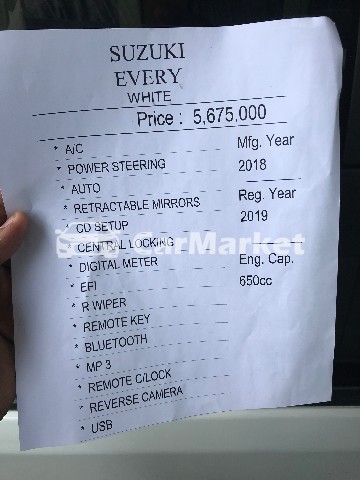 SUZUKI
EVERY
WHITE
Price : 5,675,000
* A/C
* POWER STEERING
* AUTO
* RETRACTABLE MIRRORS
* CD SETUP
* CENTRAL LOCKING
* DIGITAL METER
* EFI
* R WIPER
* REMOTE KEY
* BLUETOOTH
* MP 3
* REMOTE C/LOCK
* REVERSE CAMERA
* USB
Mfg. Year
2018
Reg. Year
2019
Eng. Cap.
650cc
CarMarket